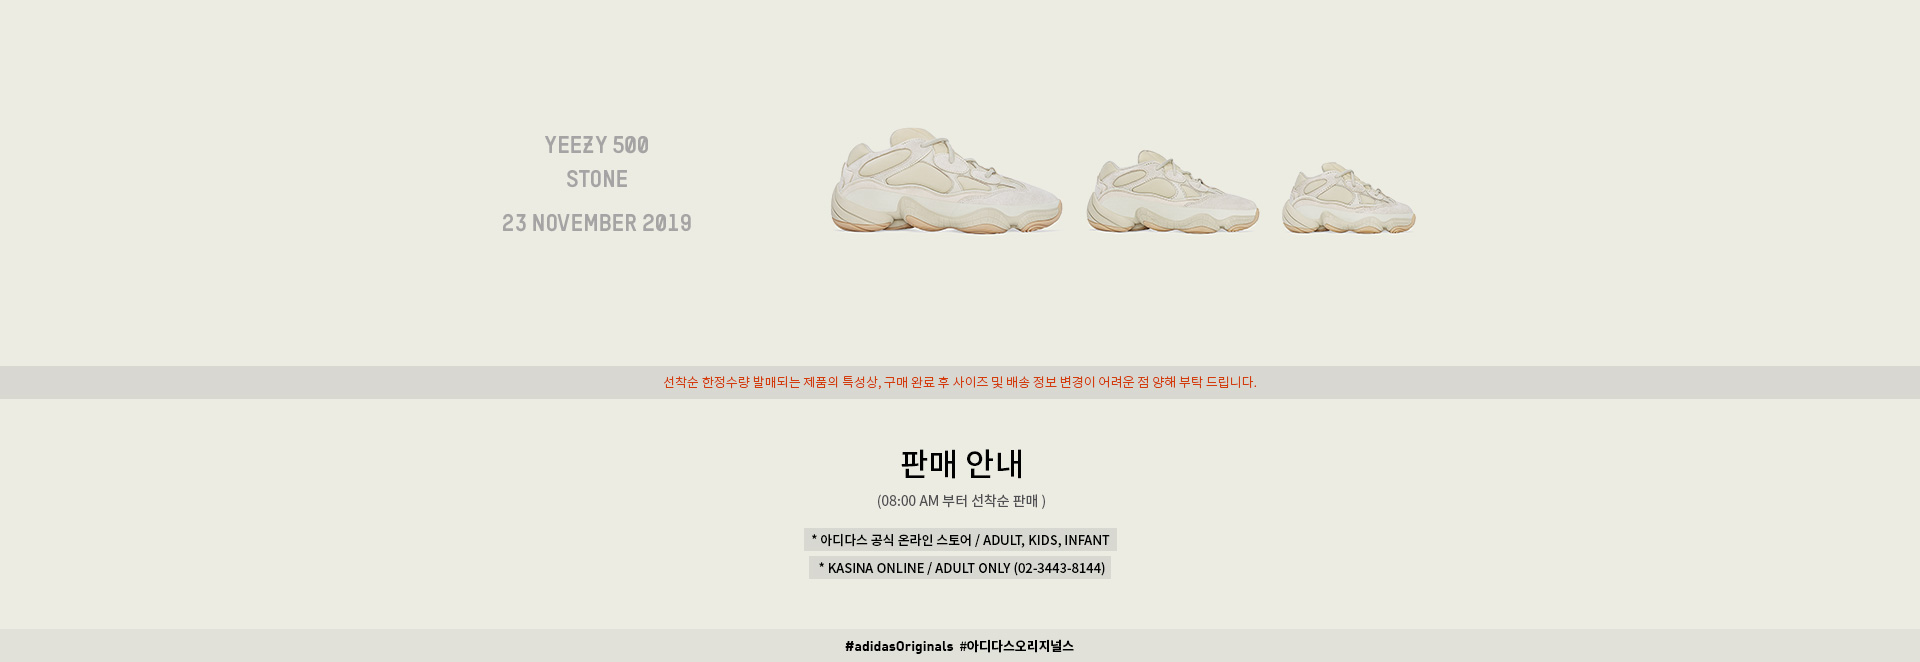 YEEZY 500
STONE
23 NOVEMBER 2019
선착순 한정수량 발매되는 제품의 특성상, 구매 완료 후 사이즈 및 배송 정보 변경이 어려운 점 양해 부탁 드립니다.
판매 안내
(08:00 AM 부터 선착순 판매 )
* 아디다스 공식 온라인 스토어 / ADULT, KIDS, INFANT
* KASINA ONLINE / ADULT ONLY (02-3443-8144)
#adidasOriginals #아디다스오리지널스